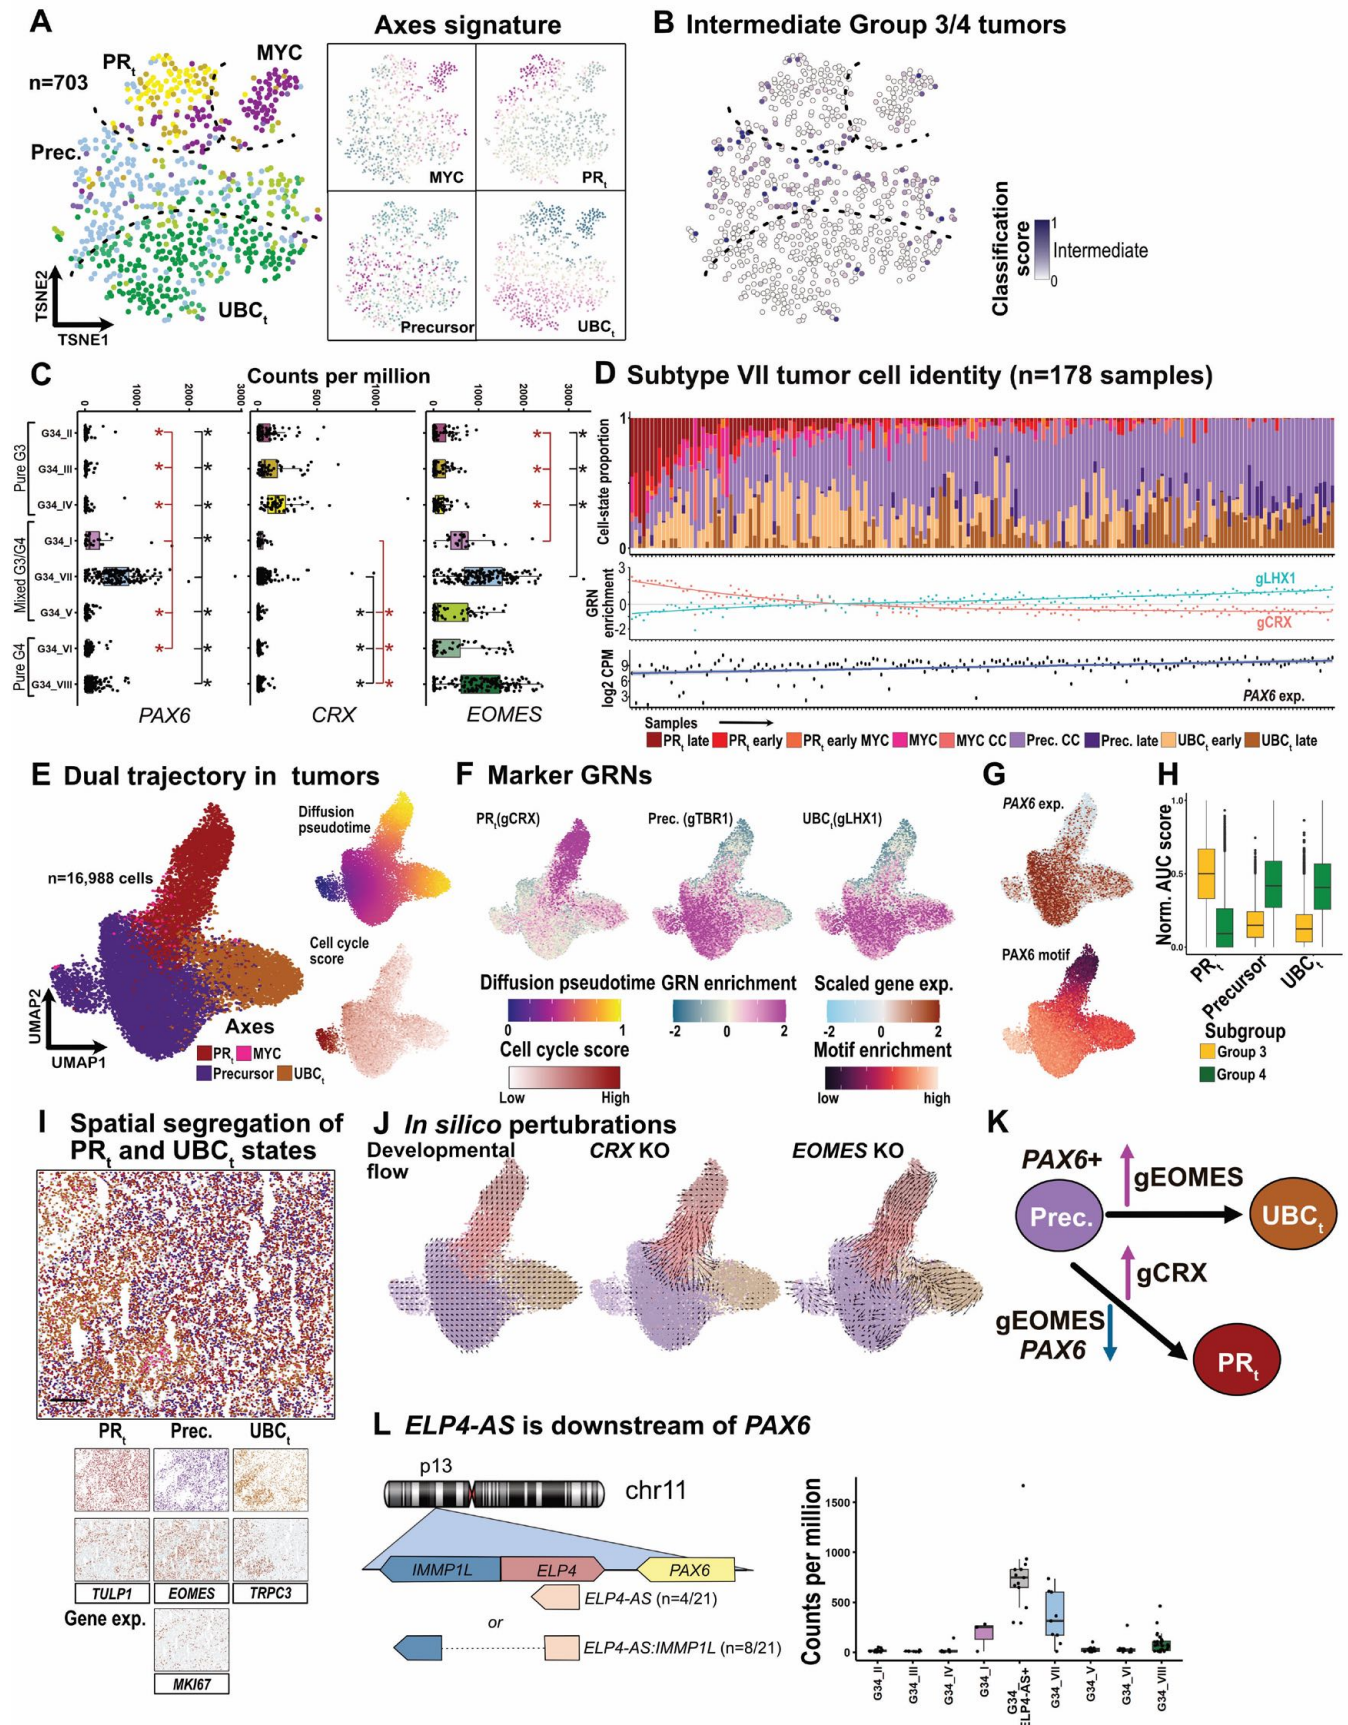 A
Axes signature
B Intermediate Group 3/4 tumors
n=703
PRt
MYC
Prec.
UBCt
TSNE2
TSNE1
MYC
PRt
Precursor
UBCt
Classification
score
1
Intermediate
0
C
Counts per million
0
1000
2000
3000
0
500
1000
0
1000
2000
3000
Pure G3
Mixed G3/G4
Pure G4
G34_II
G34_III
G34_IV
G34_I
G34_VII
G34_V
G34_VI
G34_VIII
* *
* *
* *
*
* *
* *
*
* *
* *
* *
* *
* *
* *
*
PAX6
CRX
EOMES
D Subtype VII tumor cell identity (n=178 samples)
Cell-state proportion
1
0
GRN
enrichment
3
0
-2
gLHX1
gCRX
log2 CPM
9
6
3
PAX6 exp.
Samples
PRt late PRt early PRt early MYC MYC MYC CC Prec. CC Prec. late UBCt early UBCt late
E Dual trajectory in tumors
n=16,988 cells
Diffusion
pseudotime
Cell cycle
score
UMAP2
UMAP1
Axes
PRt MYC
Precursor UBCt
F Marker GRNs
PRt(gCRX)
Prec. (gTBR1)
UBCt(gLHX1)
Diffusion pseudotime
0 1
GRN enrichment
-2 0 2
Scaled gene exp.
-2 0 2
Cell cycle score
Low High
Motif enrichment
low high
G
PAX6 exp.
PAX6 motif
H
Norm. AUC score
1.0
0.5
0.0
PRt
Precursor
UBCt
Subgroup
Group 3
Group 4
I Spatial segregation of
PRt and UBCt states
PRt Prec. UBCt
TULP1 EOMES TRPC3
Gene exp.
MKI67
J In silico pertubrations
Developmental
flow
CRX KO
EOMES KO
K
PAX6+
gEOMES
Prec.
UBCt
gCRX
gEOMES
PAX6
PRt
L ELP4-AS is downstream of PAX6
p13
chr11
IMMP1L ELP4 PAX6
ELP4-AS (n=4/21)
or
ELP4-AS:IMMP1L (n=8/21)
Counts per million
1500
1000
500
0
G34_II
G34_III
G34_IV
G34_I
G34_
ELP4-AS+
G34_VII
G34_V
G34_VI
G34_VIII